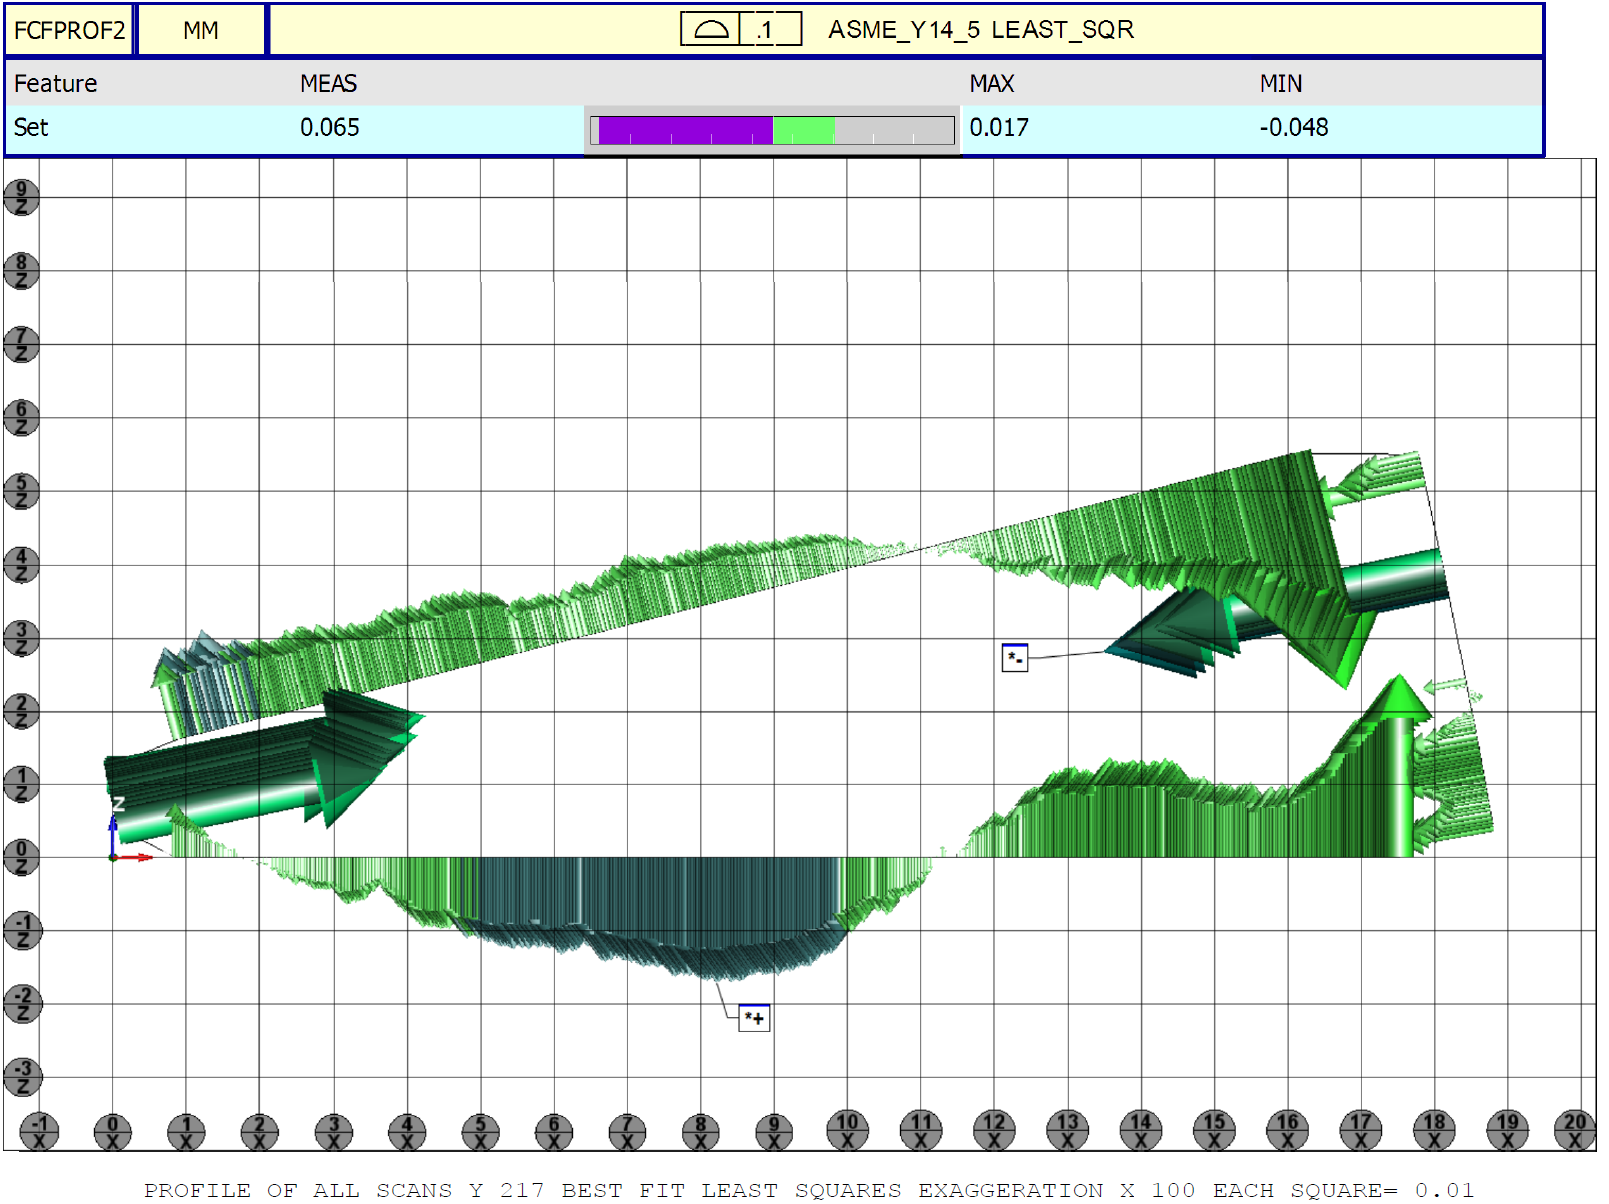 FCFPROF2 MM .1 ASME_Y14_5 LEAST_SQR
Feature MEAS MAX MIN
Set 0.065 0.017 -0.048
9 Z
8 Z
7 Z
6 Z
5 Z
4 Z
3 Z
2 Z
1 Z
Z
0 Z
-1 Z
-2 Z
-3 Z
*-
*+
-1 X 0 X 1 X 2 X 3 X 4 X 5 X 6 X 7 X 8 X 9 X 10 X 11 X 12 X 13 X 14 X 15 X 16 X 17 X 18 X 19 X 20 X
PROFILE OF ALL SCANS Y 217 BEST FIT LEAST SQUARES EXAGGERATION X 100 EACH SQUARE= 0.01